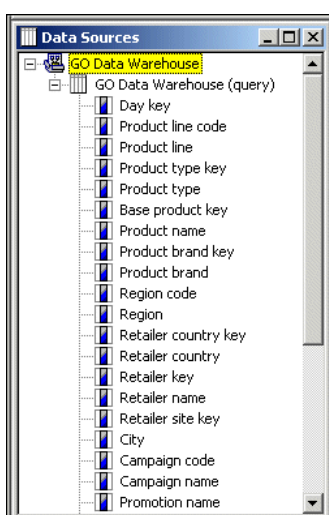 Data Sources
GO Data Warehouse
GO Data Warehouse (query)
Day key
Product line code
Product line
Product type key
Product type
Base product key
Product name
Product brand key
Product brand
Region code
Region
Retailer country key
Retailer country
Retailer key
Retailer name
Retailer site key
City
Campaign code
Campaign name
Promotion name